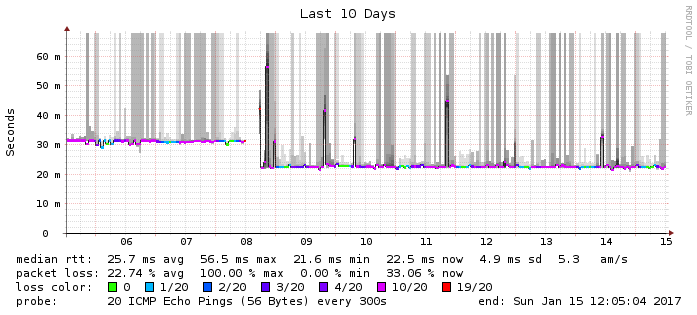 Last 10 Days
RRDTOOL / TOBI OETIKER
Seconds
60 m
50 m
40 m
30 m
20 m
10 m
0
06 07 08 09 10 11 12 13 14 15
median rtt: 25.7 ms avg 56.5 ms max 21.6 ms min 22.5 ms now 4.9 ms sd 5.3 am/s
packet loss: 22.74 % avg 100.00 % max 0.00 % min 33.06 % now
loss color: 0 1/20 2/20 3/20 4/20 10/20 19/20
probe: 20 ICMP Echo Pings (56 Bytes) every 300s end: Sun Jan 15 12:05:04 2017